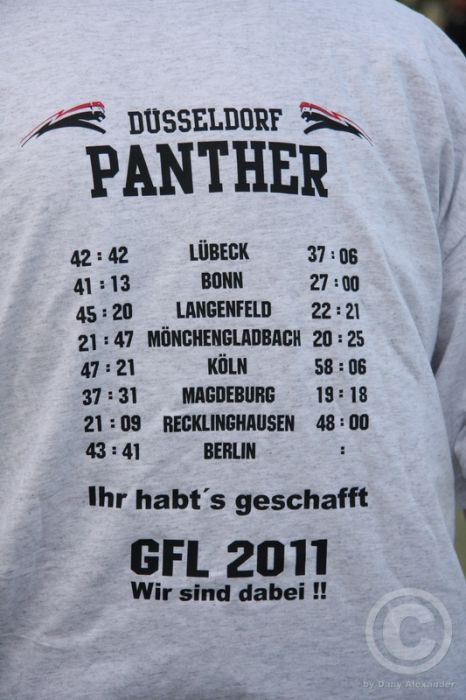 DÜSSELDORF
PANTHER
42 : 42 LÜBECK 37 : 06
41 : 13 BONN 27 : 00
45 : 20 LANGENFELD 22 : 21
21 : 47 MÖNCHENGLADBACH 20 : 25
47 : 21 KÖLN 58 : 06
37 : 31 MAGDEBURG 19 : 18
21 : 09 RECKLINGHAUSEN 48 : 00
43 : 41 BERLIN :
Ihr habt´s geschafft
GFL 2011
Wir sind dabei !!
©
by Dany Alexander